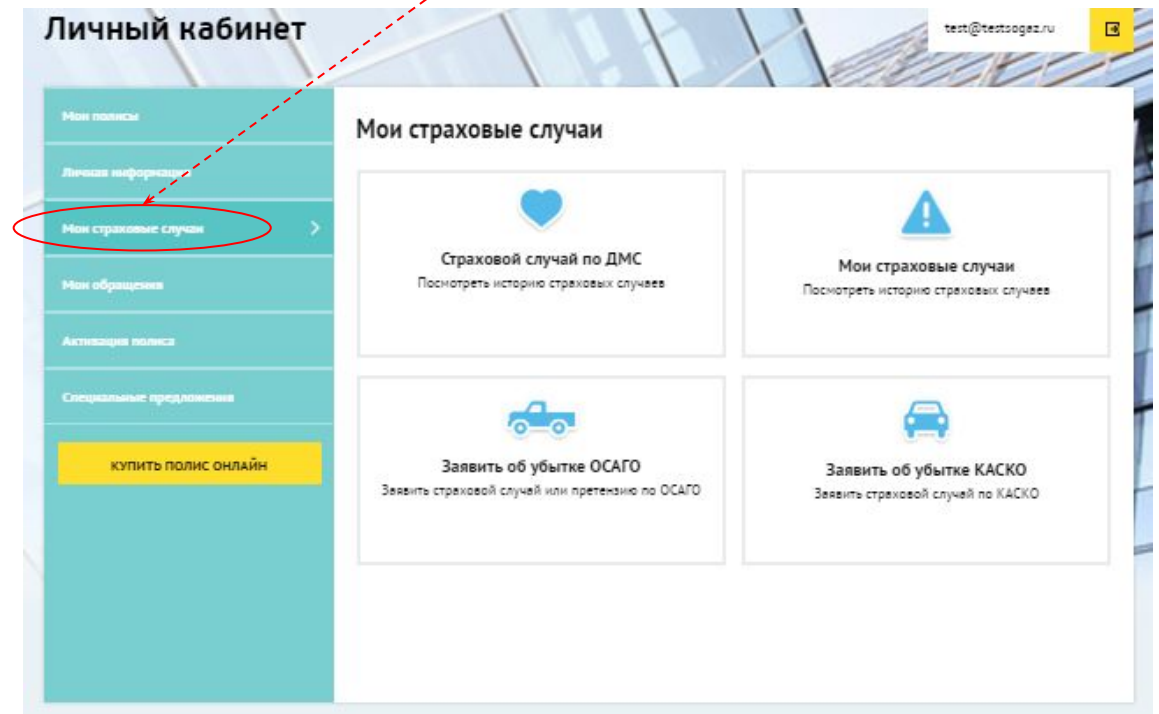 Личный кабинет
test@testsogaz.ru
Мои полисы
Личная информация
Мои страховые случаи
Мои обращения
Активация полиса
Специальные предложения
КУПИТЬ ПОЛИС ОНЛАЙН
Мои страховые случаи
Страховой случай по ДМС
Посмотреть историю страховых случаев
Мои страховые случаи
Посмотреть историю страховых случаев
Заявить об убытке ОСАГО
Заявить страховой случай или претензию по ОСАГО
Заявить об убытке КАСКО
Заявить страховой случай по КАСКО